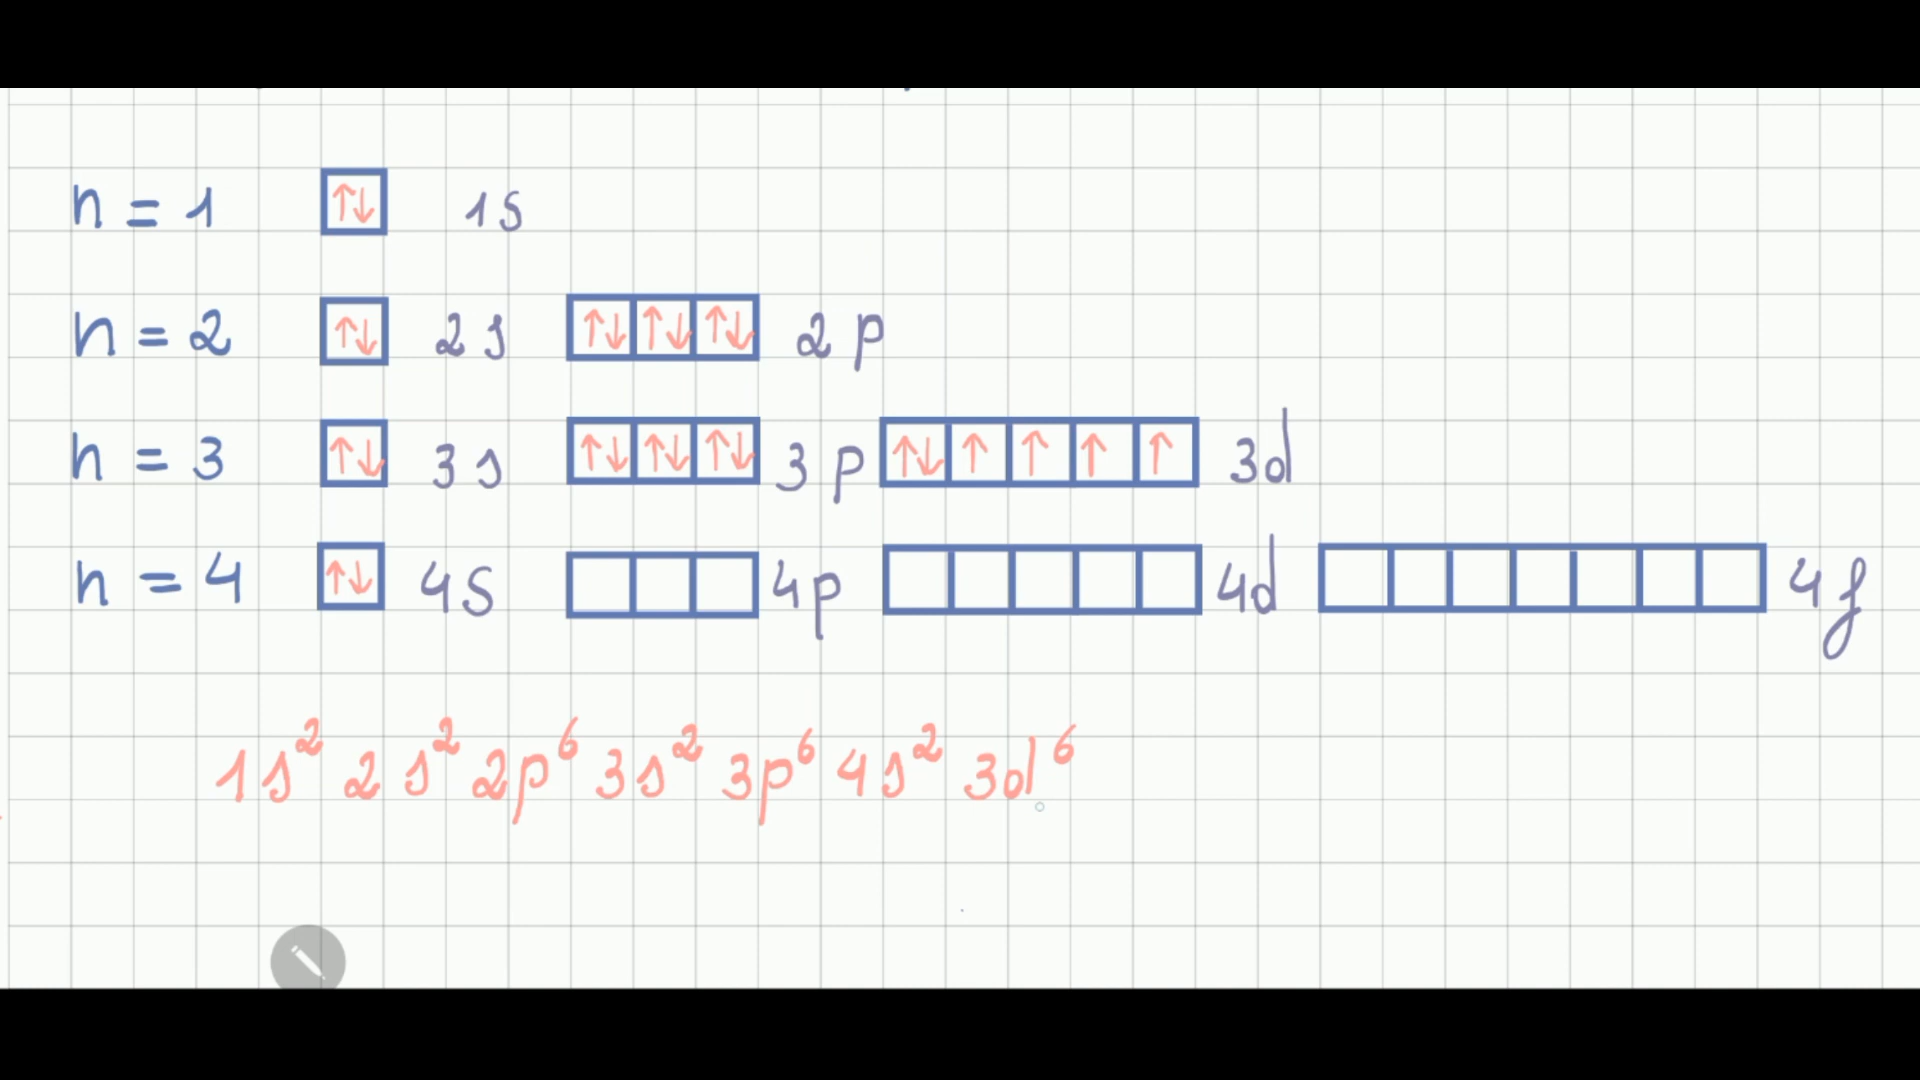 n = 1 ↑↓ 1s
n = 2 ↑↓ 2s ↑↓ ↑↓ ↑↓ 2p
n = 3 ↑↓ 3s ↑↓ ↑↓ ↑↓ 3p ↑↓ ↑ ↑ ↑ ↑ 3d
n = 4 ↑↓ 4s 4p 4d 4f
1s² 2s² 2p⁶ 3s² 3p⁶ 4s² 3d⁶